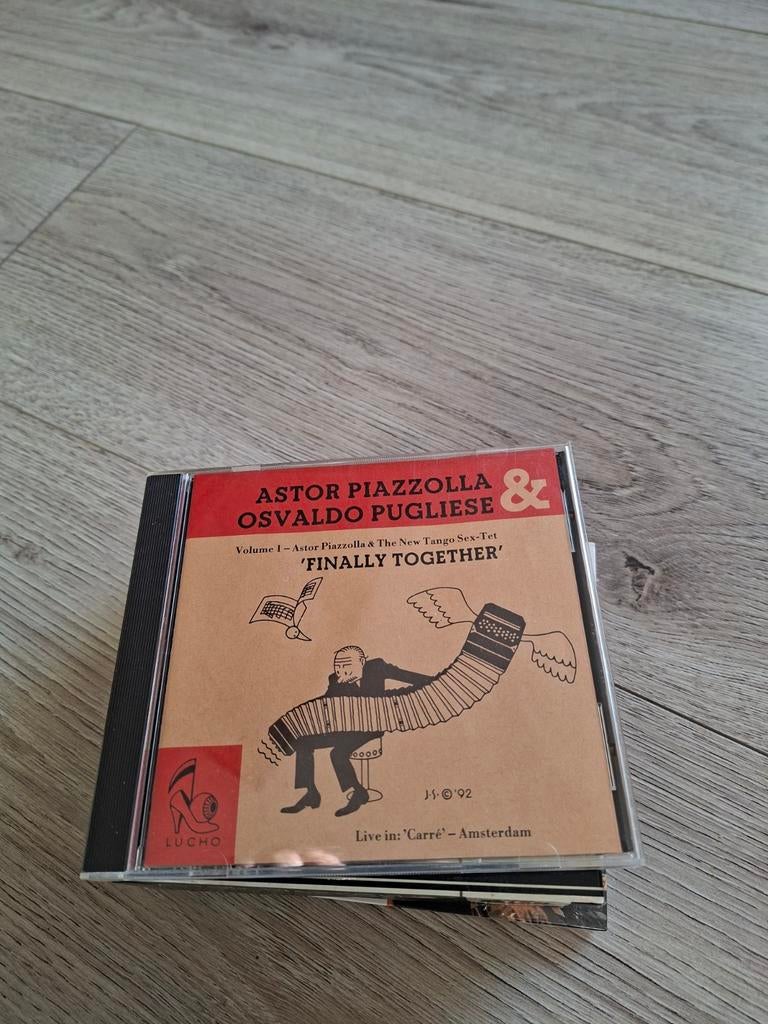 ASTOR PIAZZOLLA &
OSVALDO PUGLIESE
Volume 1 – Astor Piazzolla & The New Tango Sex-Tet
'FINALLY TOGETHER'
J.S. © '92
LUCHO
Live in: 'Carré' – Amsterdam